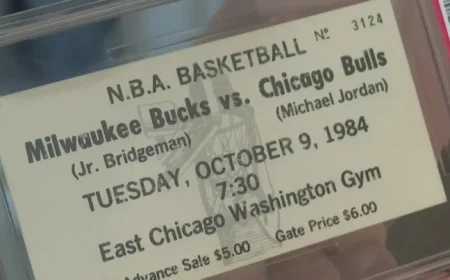 N.B.A. BASKETBALL Nº 3124
Milwaukee Bucks vs. Chicago Bulls
(Jr. Bridgeman) (Michael Jordan)
TUESDAY, OCTOBER 9, 1984
7:30
East Chicago Washington Gym
Advance Sale $5.00 Gate Price $6.00